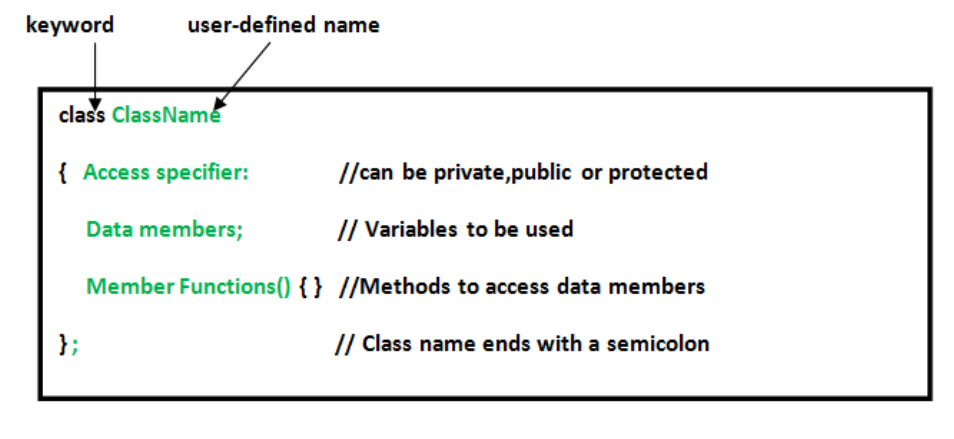 keyword user-defined name
class ClassName
{ Access specifier: //can be private,public or protected
Data members; // Variables to be used
Member Functions() { } //Methods to access data members
}; // Class name ends with a semicolon